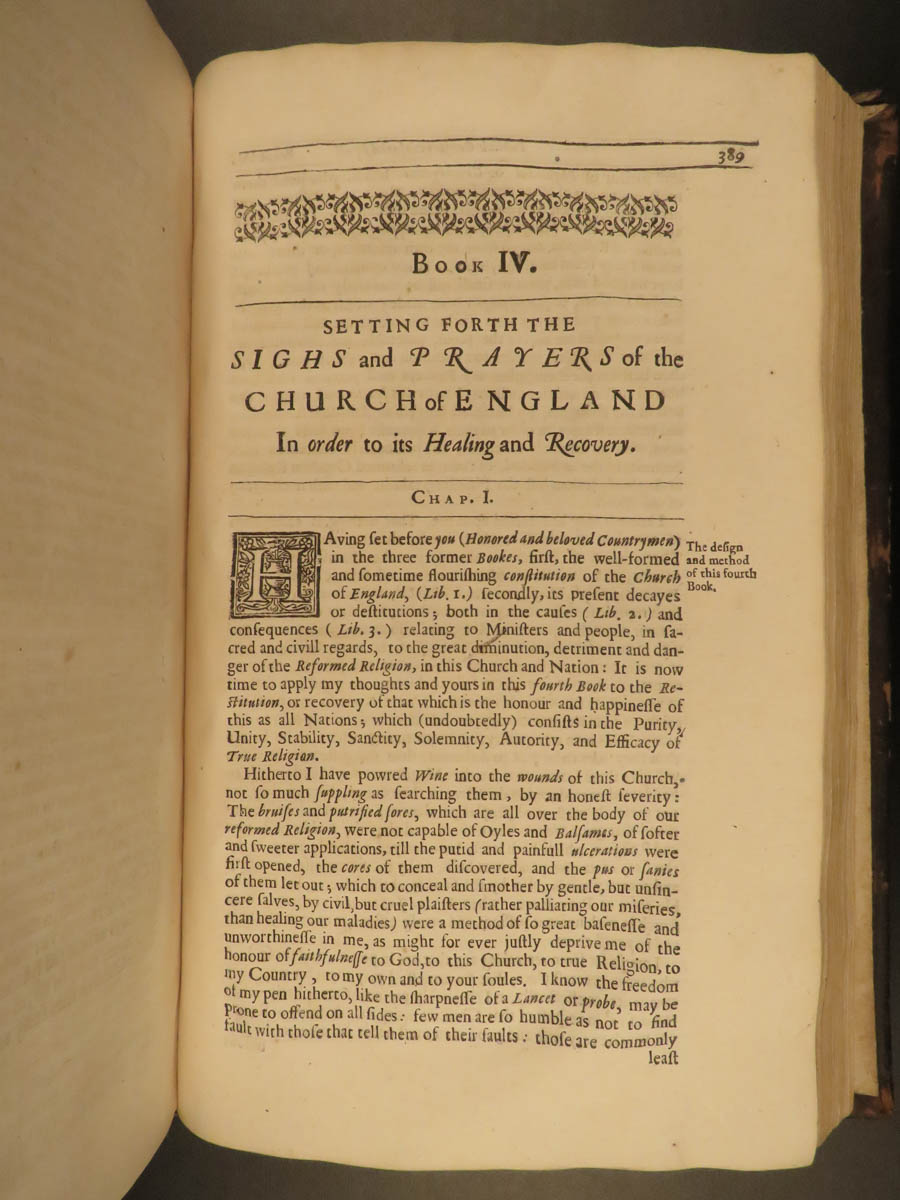 389
Book IV.
SETTING FORTH THE
SIGHS and PRAYERS of the
CHURCH of ENGLAND
In order to its Healing and Recovery.
CHAP. I.
HAving ſet before you (Honored and beloved Countrymen)
in the three former Bookes, firſt, the well-formed
and ſometime flouriſhing conſtitution of the Church
of England, (Lib. 1.) ſecondly, its preſent decayes
or deſtitutions; both in the cauſes (Lib. 2.) and
conſequences (Lib. 3.) relating to Miniſters and people, in ſa-
cred and civill regards, to the great diminution, detriment and dan-
ger of the Reformed Religion, in this Church and Nation: It is now
time to apply my thoughts and yours in this fourth Book to the Re-
ſtitution, or recovery of that which is the honour and happineſſe of
this as all Nations; which (undoubtedly) conſiſts in the Purity,
Unity, Stability, Sanctity, Solemnity, Autority, and Efficacy of
True Religion.
The deſign
and method
of this fourth
Book.
Hitherto I have powred Wine into the wounds of this Church,
not ſo much ſuppling as ſearching them, by an honeſt ſeverity:
The bruiſes and putrified ſores, which are all over the body of our
reformed Religion, were not capable of Oyles and Balſames, of ſofter
and ſweeter applications, till the putid and painfull ulcerations were
firſt opened, the cores of them diſcovered, and the pus or ſanies
of them let out; which to conceal and ſmother by gentle, but unſin-
cere ſalves, by civil, but cruel plaiſters (rather palliating our miſeries,
than healing our maladies) were a method of ſo great baſeneſſe and
unworthineſſe in me, as might for ever juſtly deprive me of the
honour of faithfulneſſe to God, to this Church, to true Religion, to
my Country, to my own and to your ſoules. I know the freedom
of my pen hitherto, like the ſharpneſſe of a Lancet or probe, may be
prone to offend on all ſides: few men are ſo humble as not to find
fault with thoſe that tell them of their faults: thoſe are commonly
leaſt